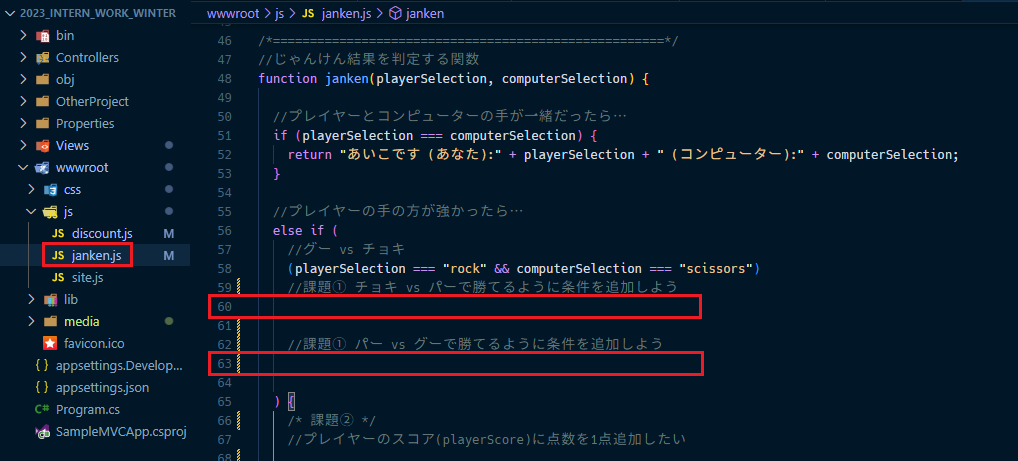 2023_INTERN_WORK_WINTER
bin
Controllers
obj
OtherProject
Properties
Views
wwwroot
css
js
JS discount.js M
JS janken.js M
JS site.js
lib
media
favicon.ico
{ } appsettings.Develop...
{ } appsettings.json
C# Program.cs
SampleMVCApp.csproj
wwwroot > js > JS janken.js > janken
46 /*=====================================================*/
47 //じゃんけん結果を判定する関数
48 function janken(playerSelection, computerSelection) {
49
50 //プレイヤーとコンピューターの手が一緒だったら…
51 if (playerSelection === computerSelection) {
52 return "あいこです (あなた):" + playerSelection + " (コンピューター):" + computerSelection;
53 }
54
55 //プレイヤーの手の方が強かったら…
56 else if (
57 //グー vs チョキ
58 (playerSelection === "rock" && computerSelection === "scissors")
59 //課題① チョキ vs パーで勝てるように条件を追加しよう
60
61
62 //課題① パー vs グーで勝てるように条件を追加しよう
63
64
65 ) {
66 /* 課題② */
67 //プレイヤーのスコア(playerScore)に点数を1点追加したい
68